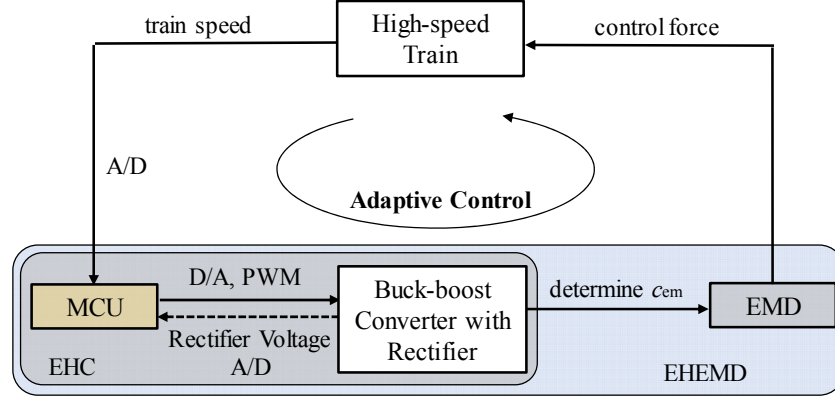 train speed
High-speed
Train
control force
A/D
Adaptive Control
D/A, PWM
MCU
Rectifier Voltage
A/D
Buck-boost
Converter with
Rectifier
determine cem
EMD
EHC
EHEMD